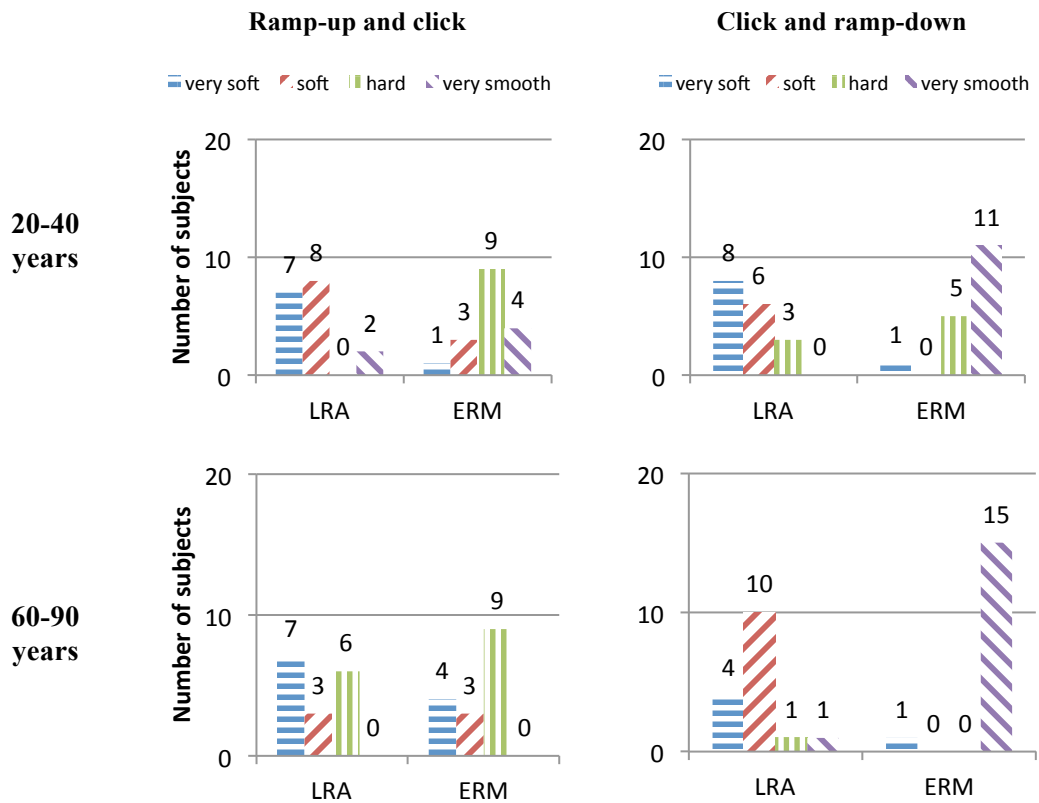 Ramp-up and click
Click and ramp-down
very soft soft hard very smooth
very soft soft hard very smooth
20-40
years
Number of subjects
20
10
0
7 8 0 2
1 3 9 4
LRA ERM
20
10
0
8 6 3 0
1 0 5 11
LRA ERM
60-90
years
Number of subjects
20
10
0
7 3 6 0
4 3 9 0
LRA ERM
20
10
0
4 10 1 1
1 0 0 15
LRA ERM